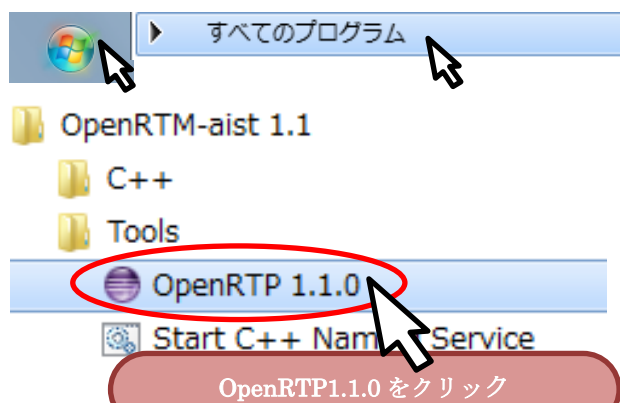 すべてのプログラム
OpenRTM-aist 1.1
C++
Tools
OpenRTP 1.1.0
Start C++ Naming Service
OpenRTP1.1.0 をクリック